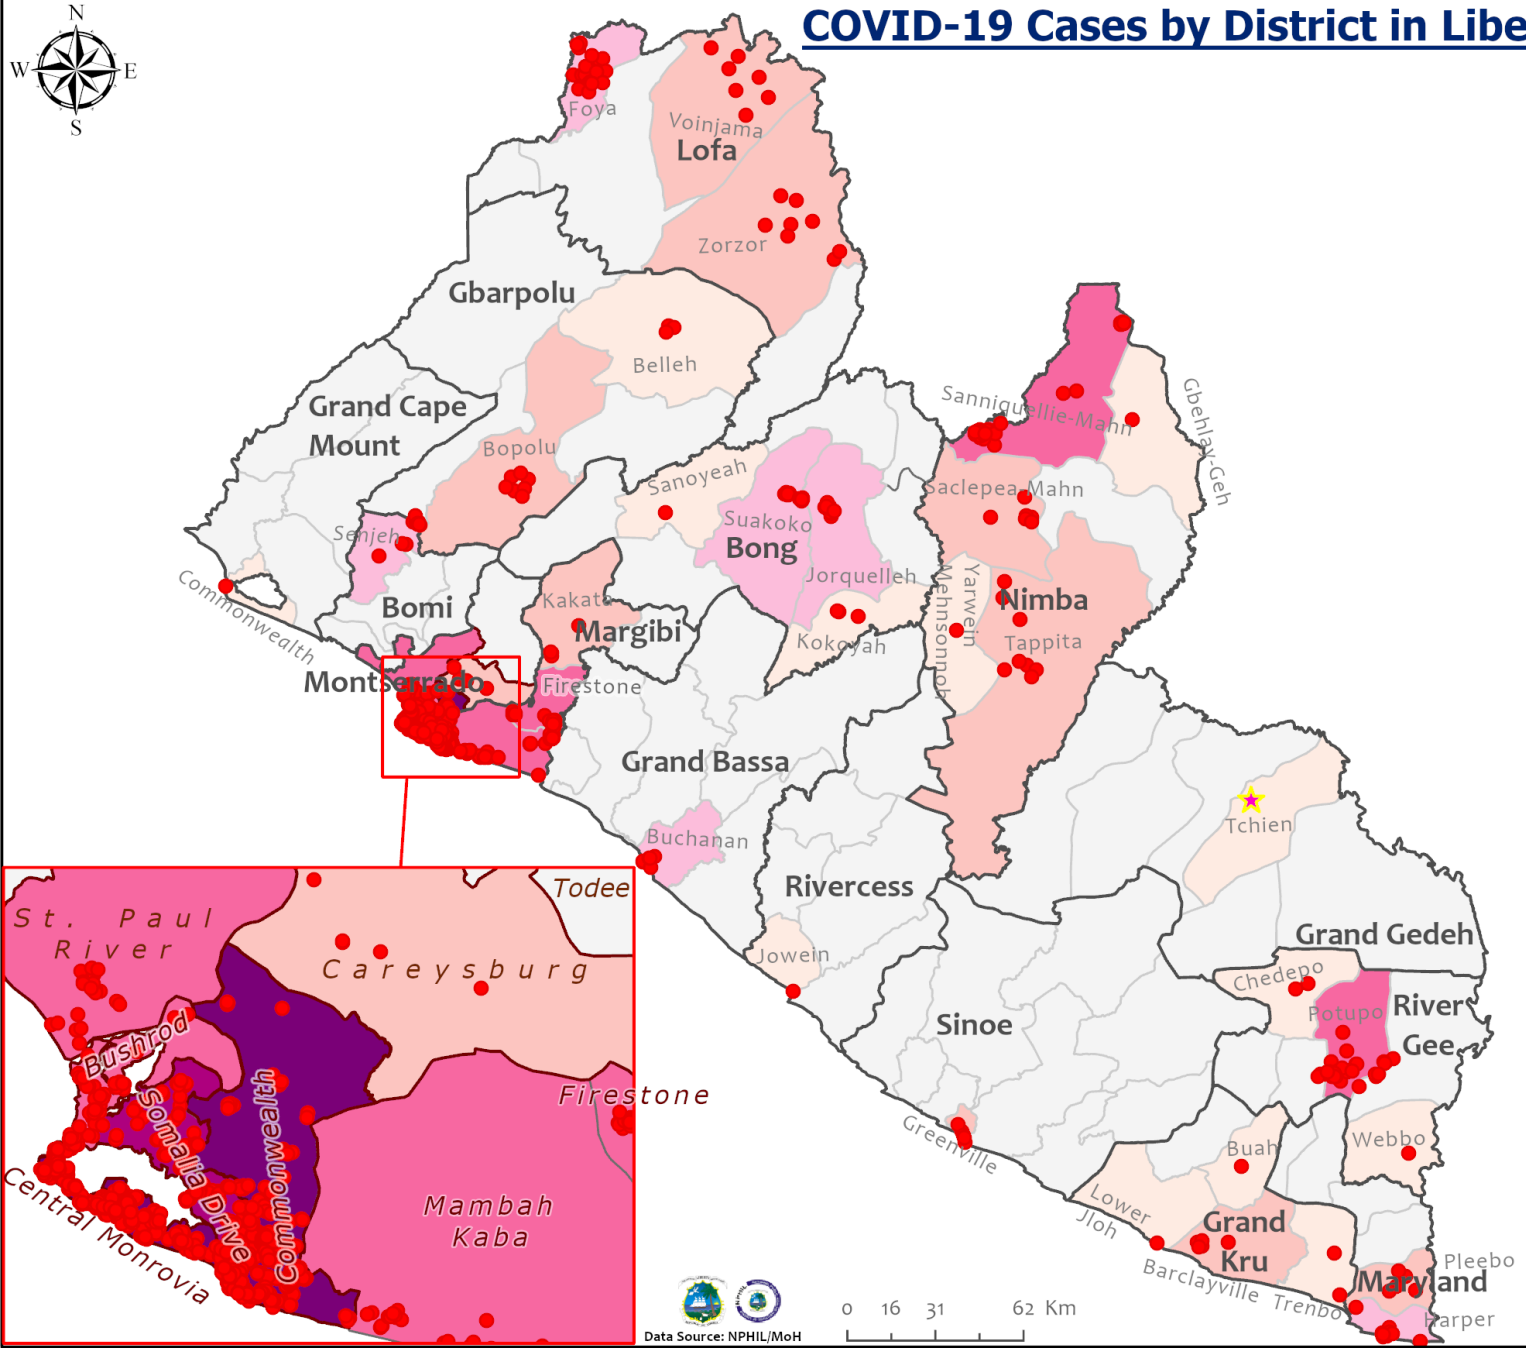 COVID-19 Cases by District in Libe
N
W
E
S
Foya
Voinjama
Lofa
Zorzor
Gbarpolu
Belleh
Grand Cape
Mount
Bopolu
Sanniquellie-Mahn
Gbehlay-Geh
Sanoyeah
Saclepea-Mahn
Suakoko
Bong
Senjeh
Commonwealth
Jorquelleh
Yarwein
Mehnsonnoh
Nimba
Bomi
Kakata
Margibi
Kokoyah
Tappita
Montserrado
Firestone
Grand Bassa
Tchien
Buchanan
Rivercess
Todee
St. Paul
River
Careysburg
Grand Gedeh
Jowein
Chedepo
Potupo
River
Gee
Sinoe
Bushrod
Somalia Drive
Commonwealth
Firestone
Central Monrovia
Mambah
Kaba
Greenville
Buah
Webbo
Lower
Jloh
Grand
Kru
Barclayville
Trenbo
Pleebo
Maryland
Harper
0 16 31 62 Km
Data Source: NPHIL/MoH